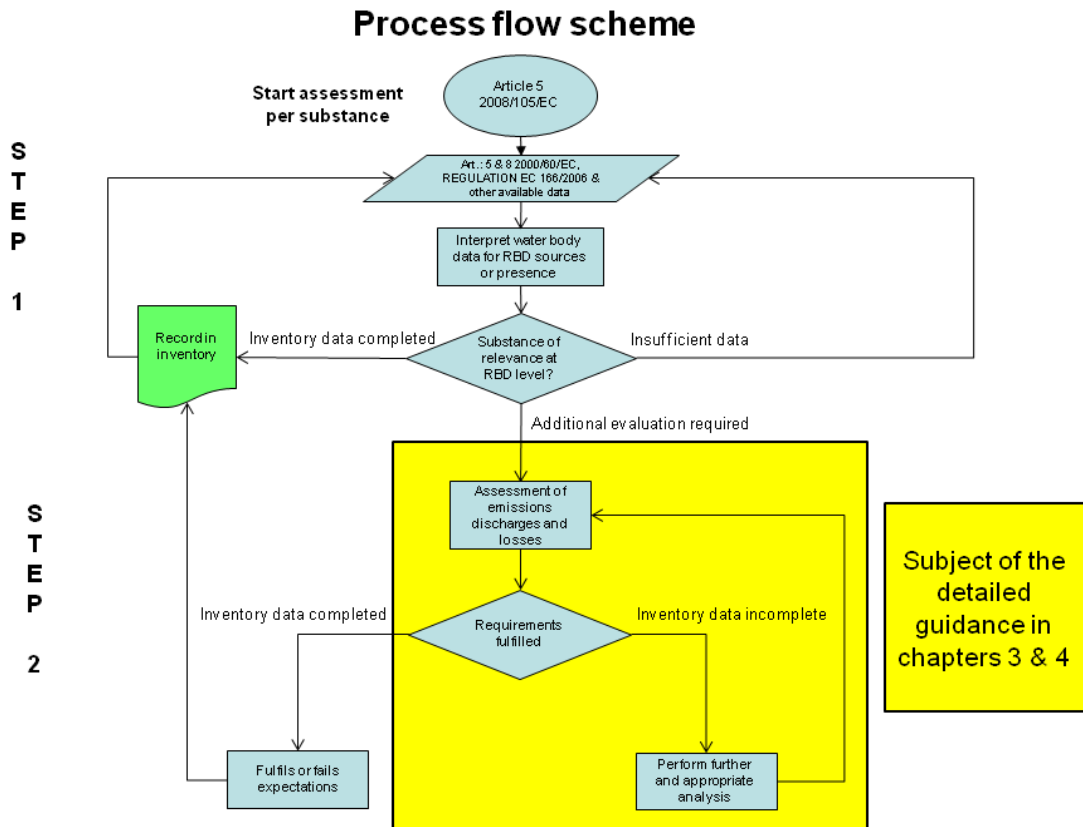 Process flow scheme
Start assessment
per substance
Article 5
2008/105/EC
S
T
E
P
1
Art.: 5 & 8 2000/60/EC,
REGULATION EC 166/2006 &
other available data
Interpret water body
data for RBD sources
or presence
Record in
inventory
Inventory data completed
Substance of
relevance at
RBD level?
Insufficient data
Additional evaluation required
S
T
E
P
2
Assessment of
emissions
discharges and
losses
Subject of the
detailed
guidance in
chapters 3 & 4
Inventory data completed
Requirements
fulfilled
Inventory data incomplete
Fulfils or fails
expectations
Perform further
and appropriate
analysis